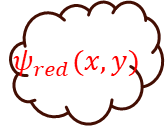 ψ_red (x, y)